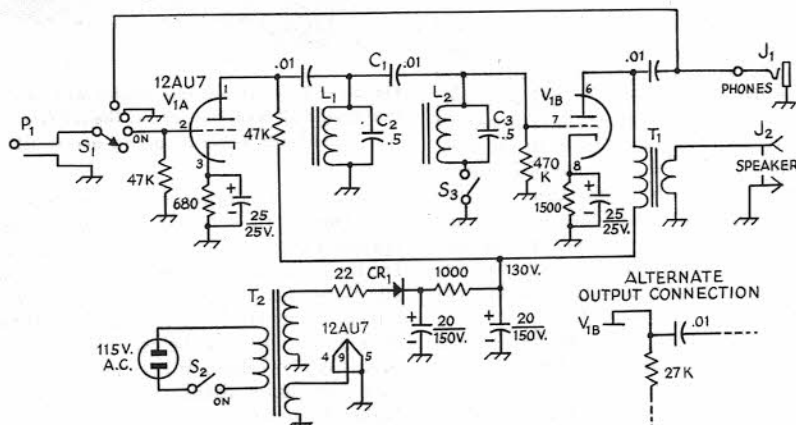 .01
C1
.01
.01
J1
12AU7
V1A
1
6
PHONES
L1
L2
V1B
P1
ON
2
47K
C2
.5
C3
.5
7
T1
J2
S1
3
470
K
8
SPEAKER
47K
680
+
-
25
25V.
S3
1500
+
-
25
25V.
130V.
22
CR1
1000
ALTERNATE
OUTPUT CONNECTION
T2
12AU7
+
-
20
150V.
+
-
20
150V.
V1B
.01
115V.
A.C.
S2
ON
4
9
5
27K